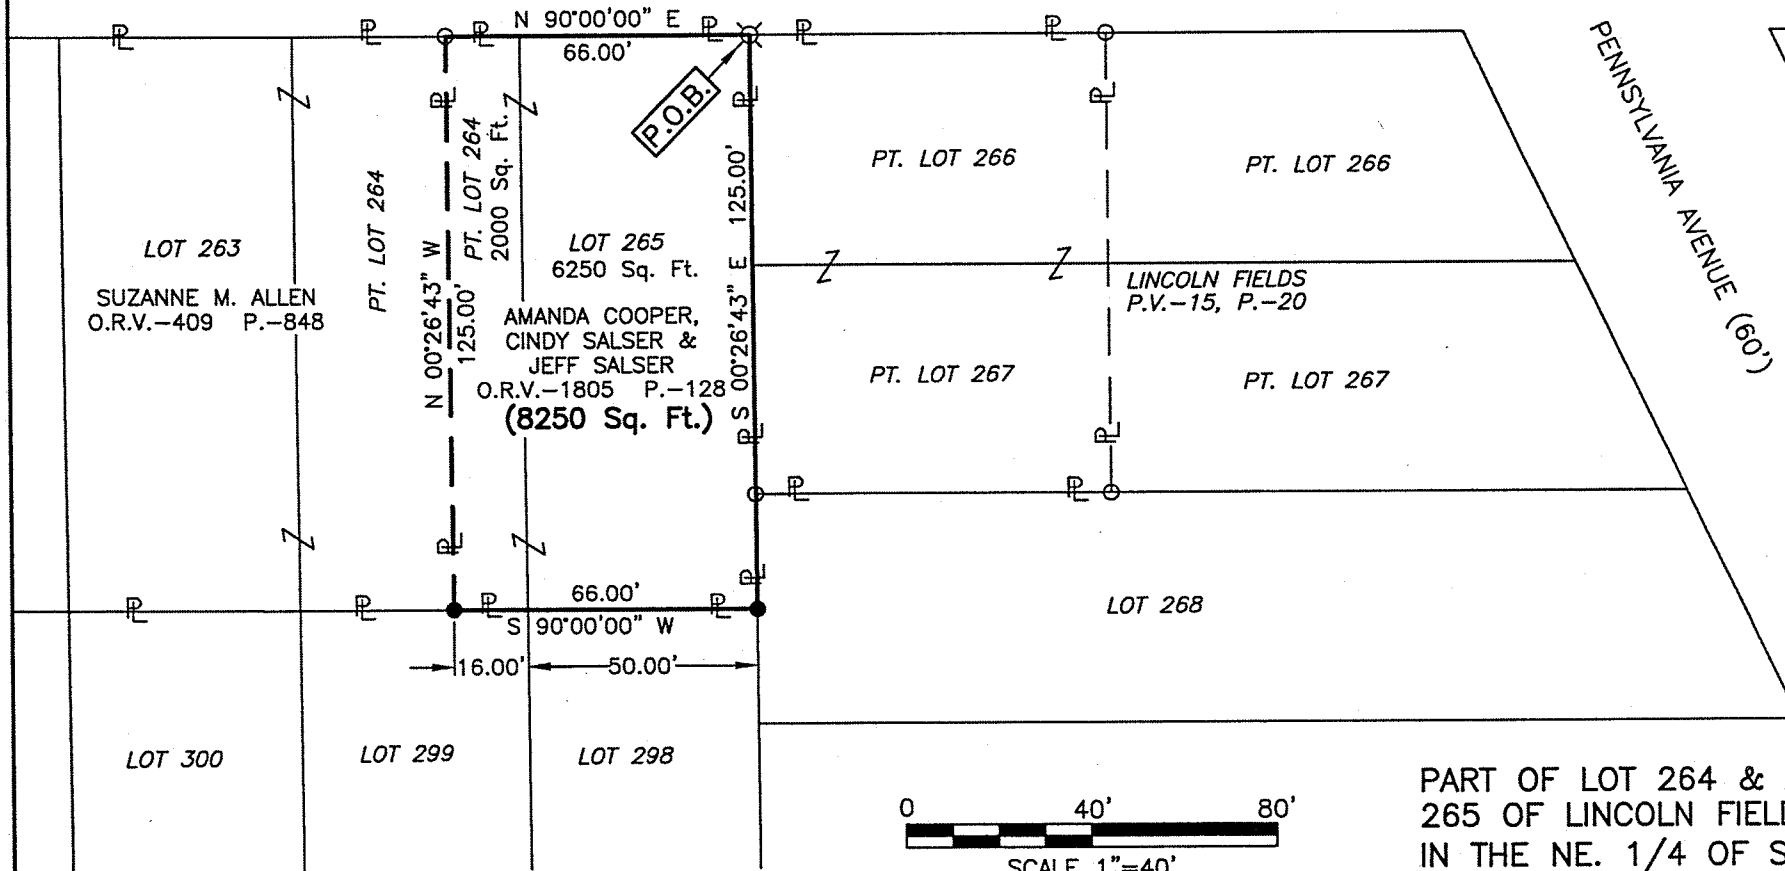 N 90°00'00" E
66.00'
P.O.B.
PENNSYLVANIA AVENUE (60')
PT. LOT 264
PT. LOT 264
2000 Sq. Ft.
N 00°26'43" W
125.00'
S 00°26'43" E 125.00'
PT. LOT 266
PT. LOT 266
LOT 263
SUZANNE M. ALLEN
O.R.V.-409 P.-848
LOT 265
6250 Sq. Ft.
AMANDA COOPER,
CINDY SALSER &
JEFF SALSER
O.R.V.-1805 P.-128
(8250 Sq. Ft.)
LINCOLN FIELDS
P.V.-15, P.-20
PT. LOT 267
PT. LOT 267
66.00'
S 90°00'00" W
16.00' 50.00'
LOT 268
LOT 300
LOT 299
LOT 298
0 40' 80'
SCALE 1"=40'
PART OF LOT 264 &
265 OF LINCOLN FIELD
IN THE NE. 1/4 OF S